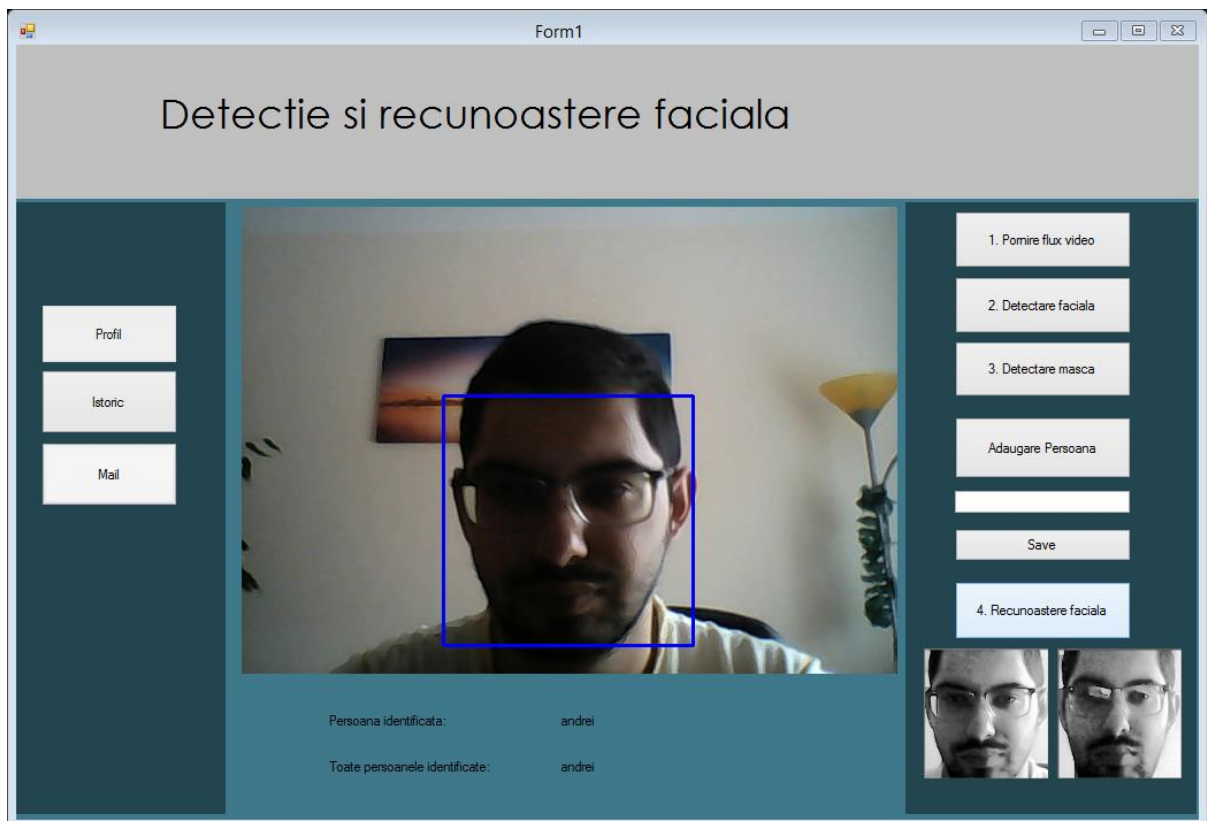 Form1
Detectie si recunoastere faciala
Profil
Istoric
Mail
1. Pornire flux video
2. Detectare faciala
3. Detectare masca
Adaugare Persoana
Save
4. Recunoastere faciala
Persoana identificata: andrei
Toate persoanele identificate: andrei